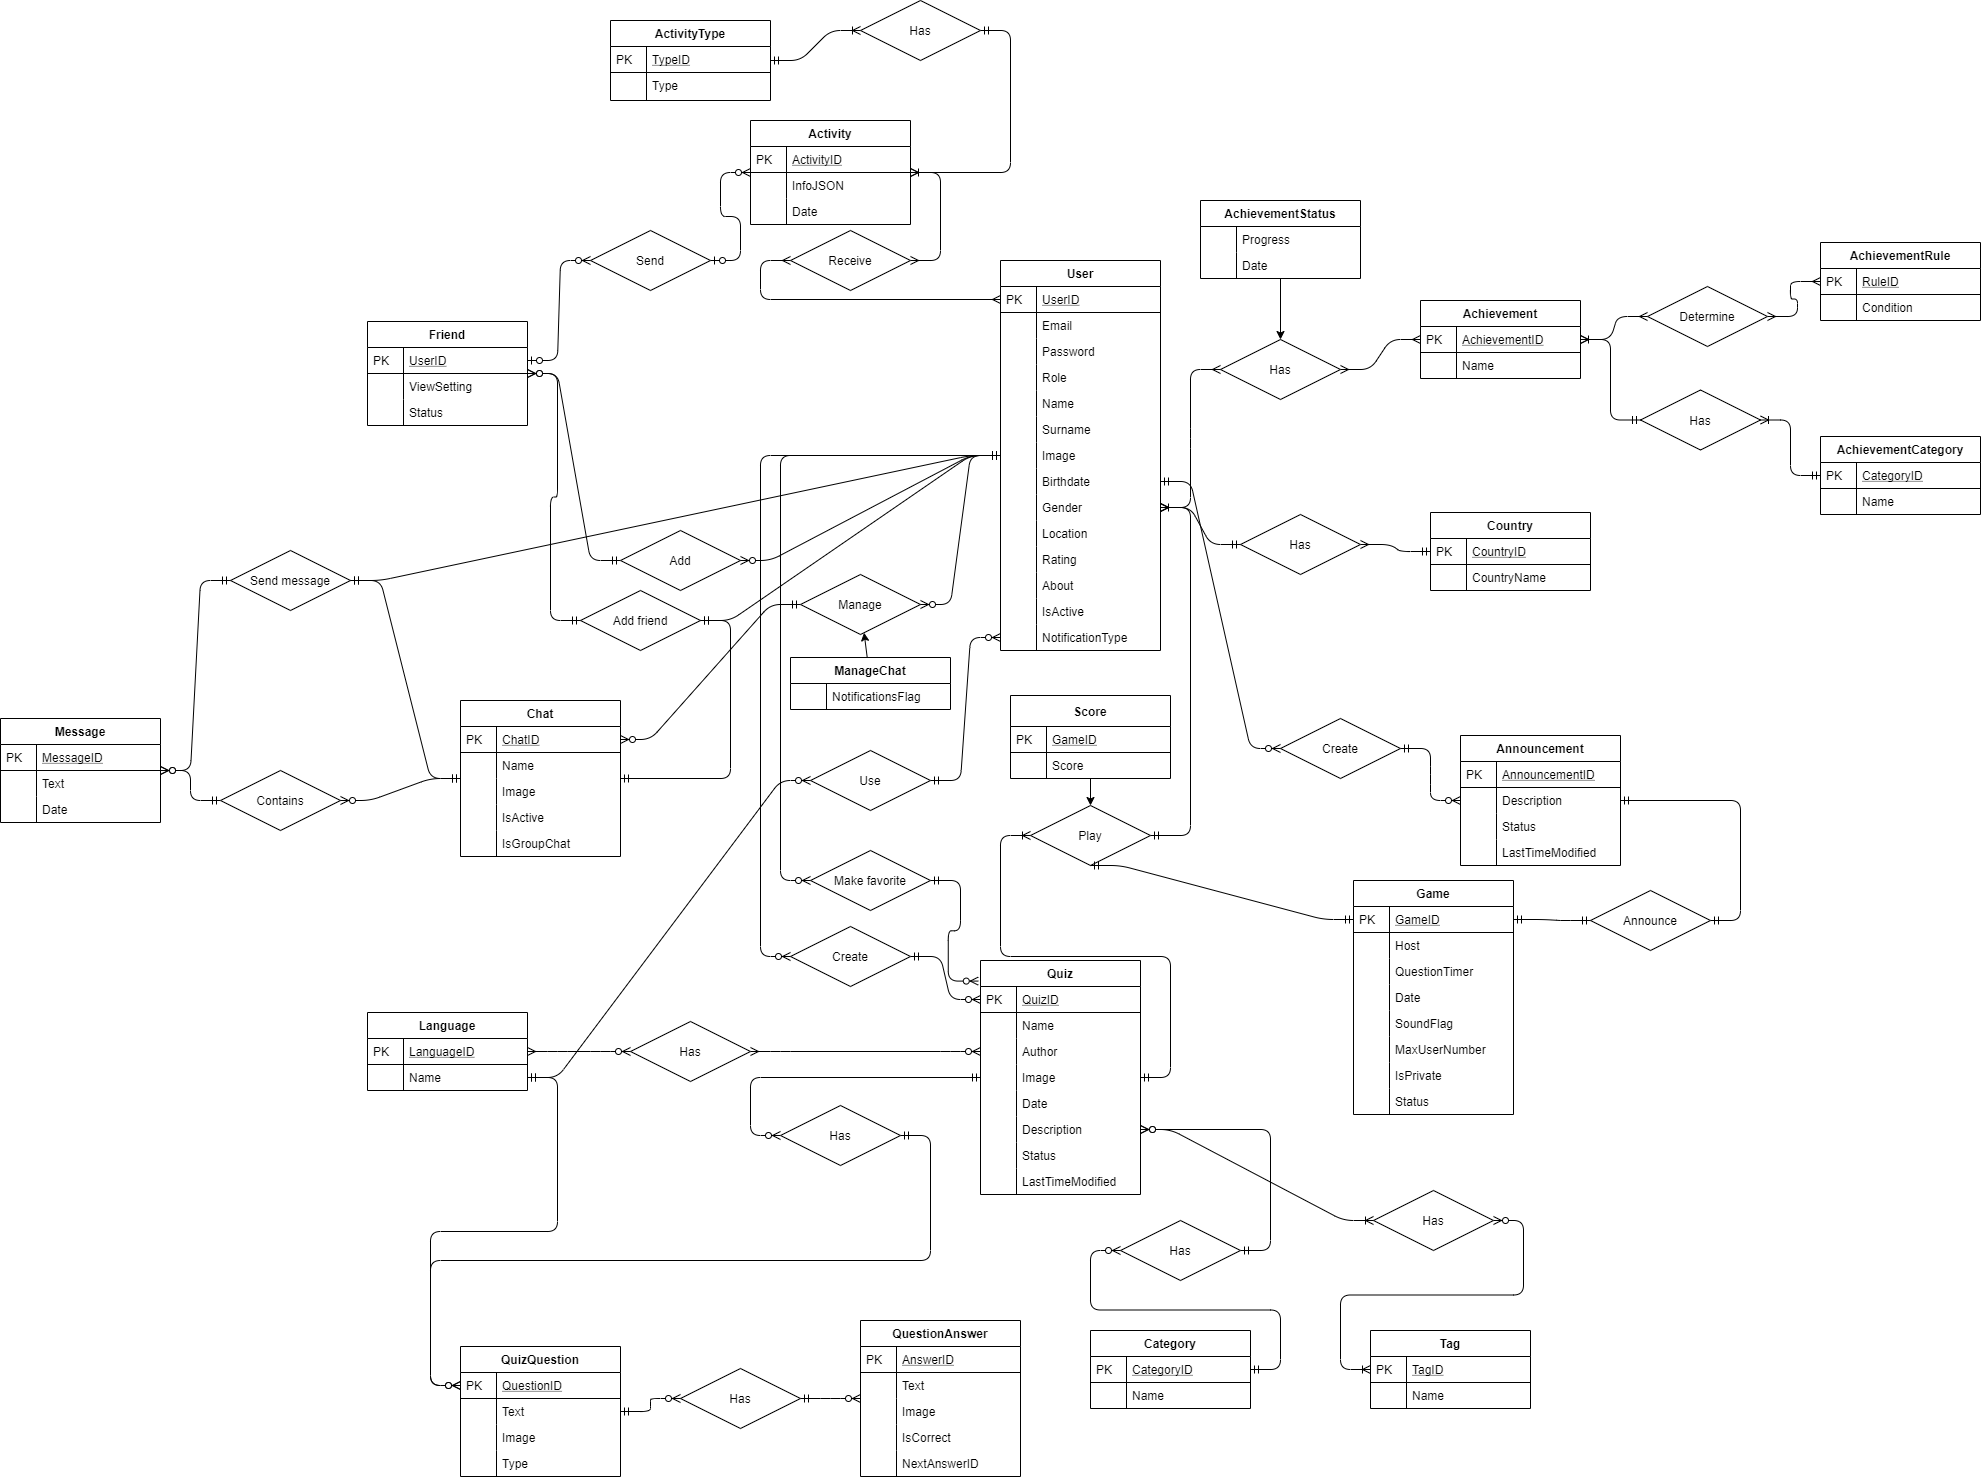 ActivityType
PK TypeID
Type
Has
Activity
PK ActivityID
InfoJSON
Date
Send
Receive
Friend
PK UserID
ViewSetting
Status
User
PK UserID
Email
Password
Role
Name
Surname
Image
Birthdate
Gender
Location
Rating
About
IsActive
NotificationType
AchievementStatus
Progress
Date
Has
Achievement
PK AchievementID
Name
AchievementRule
PK RuleID
Condition
Determine
Has
AchievementCategory
PK CategoryID
Name
Has
Country
PK CountryID
CountryName
Send message
Add
Add friend
Manage
ManageChat
NotificationsFlag
Message
PK MessageID
Text
Date
Contains
Chat
PK ChatID
Name
Image
IsActive
IsGroupChat
Use
Score
PK GameID
Score
Play
Create
Announcement
PK AnnouncementID
Description
Status
LastTimeModified
Make favorite
Create
Game
PK GameID
Host
QuestionTimer
Date
SoundFlag
MaxUserNumber
IsPrivate
Status
Announce
Quiz
PK QuizID
Name
Author
Image
Date
Description
Status
LastTimeModified
Language
PK LanguageID
Name
Has
Has
Has
Has
Category
PK CategoryID
Name
Tag
PK TagID
Name
QuizQuestion
PK QuestionID
Text
Image
Type
Has
QuestionAnswer
PK AnswerID
Text
Image
IsCorrect
NextAnswerID